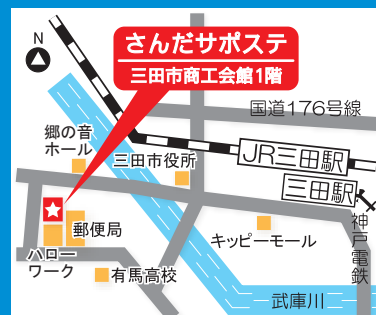 さんだサポステ
三田市商工会館1階
N
国道176号線
郷の音
ホール
三田市役所
JR三田駅
三田駅
神戸電鉄
郵便局
ハロー
ワーク
キッピーモール
有馬高校
武庫川